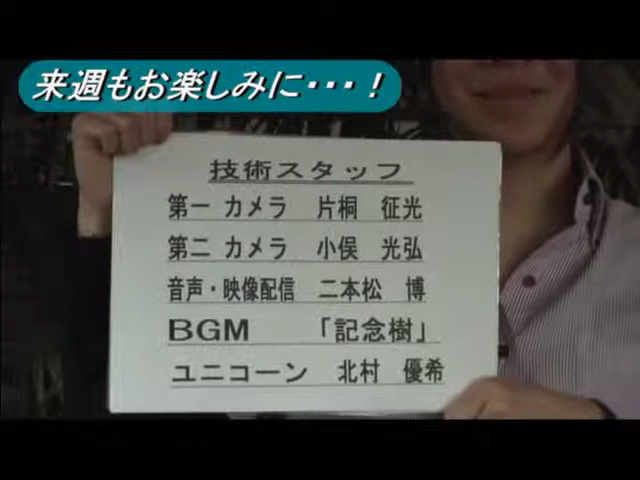 来週もお楽しみに・・・！
技術スタッフ
第一 カメラ 片桐 征光
第二 カメラ 小俣 光弘
音声・映像配信 二本松 博
BGM 「記念樹」
ユニコーン 北村 優希